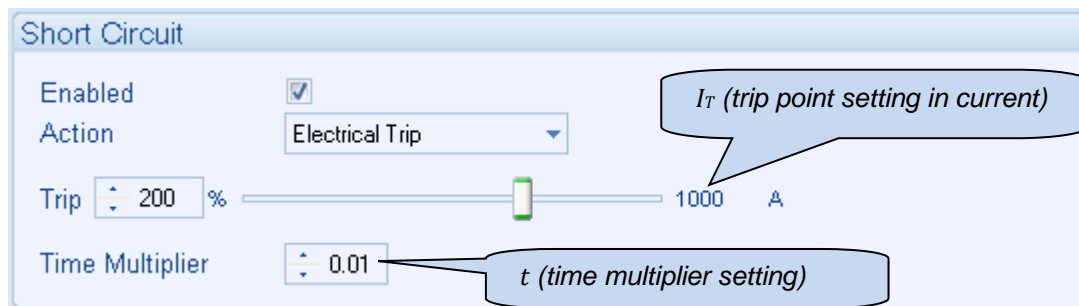 Short Circuit
Enabled
I_T (trip point setting in current)
Action Electrical Trip
Trip 200 % 1000 A
Time Multiplier 0.01
t (time multiplier setting)